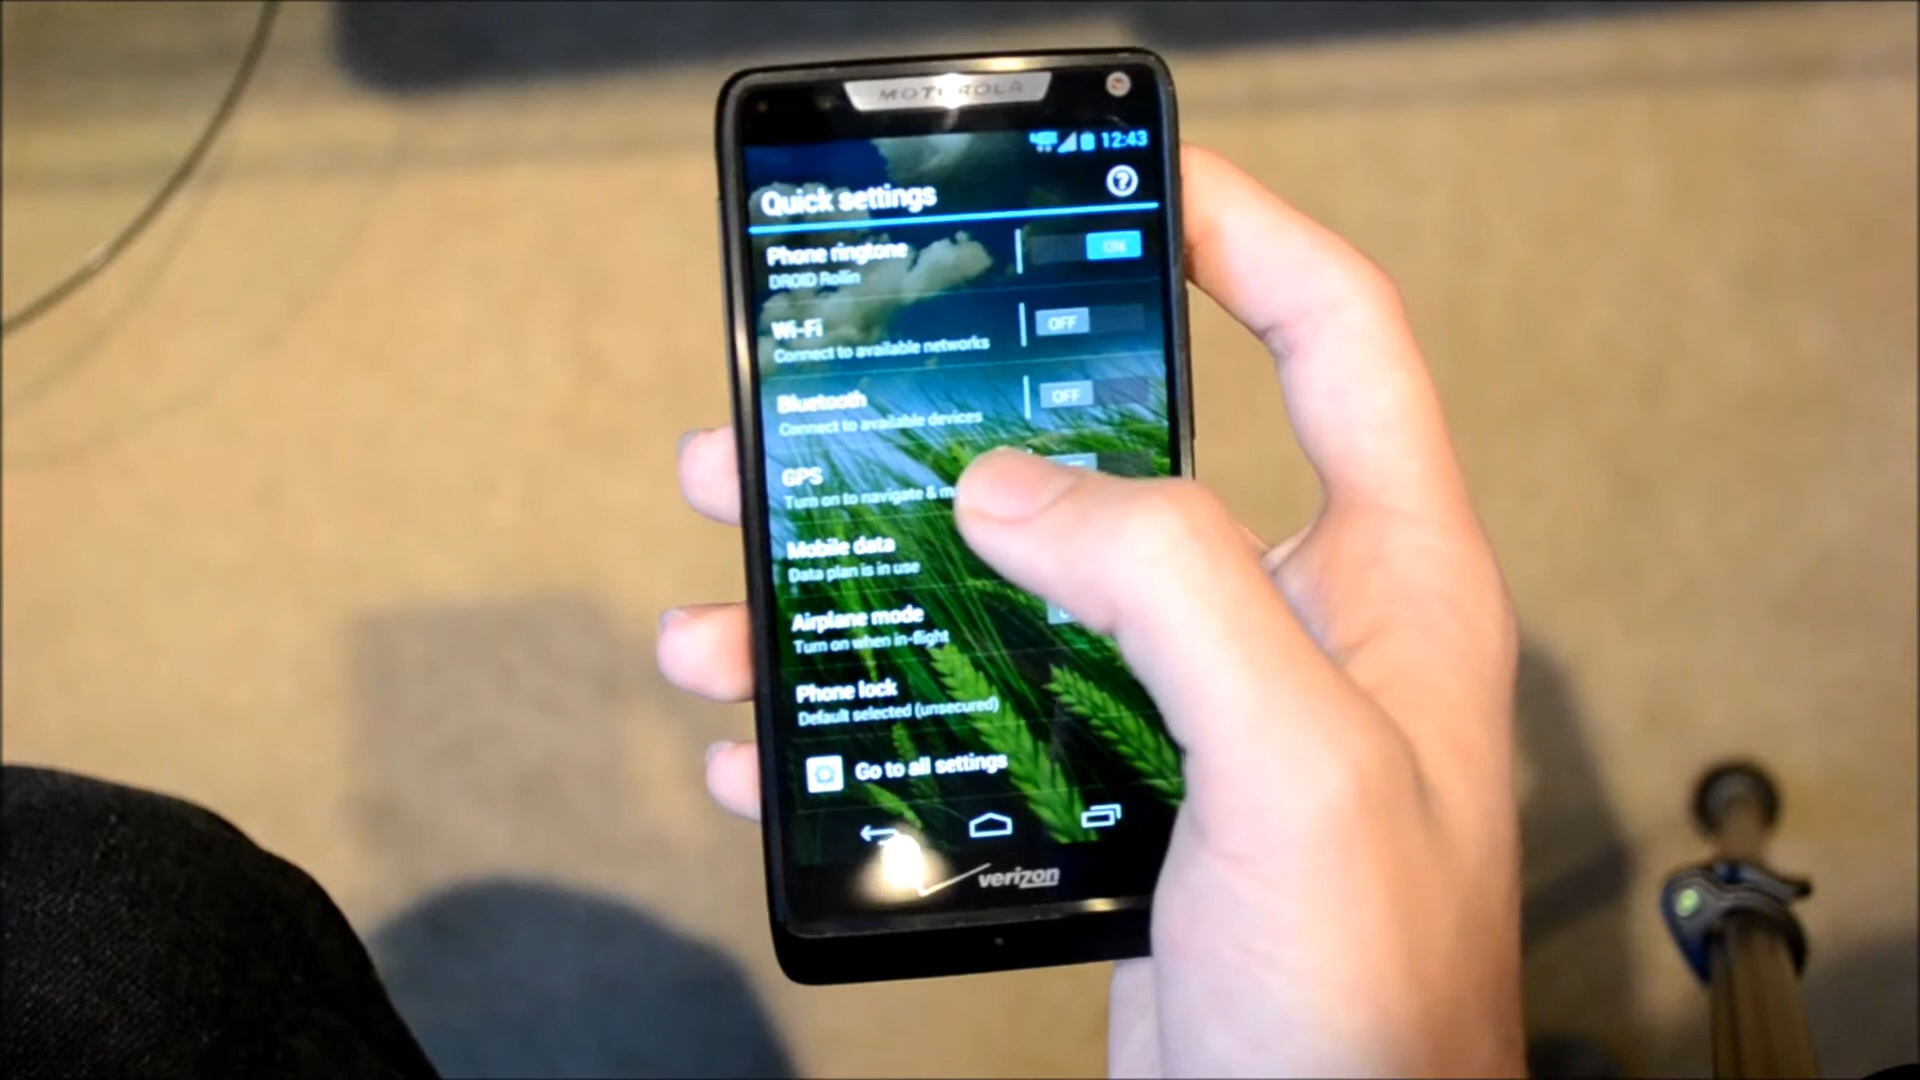 MOTOROLA
12:43
Quick settings
?
Phone ringtone
ON
DROID Rollin
Wi-Fi
OFF
Connect to available networks
Bluetooth
OFF
Connect to available devices
GPS
Turn on to navigate &
Mobile data
Data plan is in use
Airplane mode
Turn on when in-flight
Phone lock
Default selected (unsecured)
Go to all settings
verizon